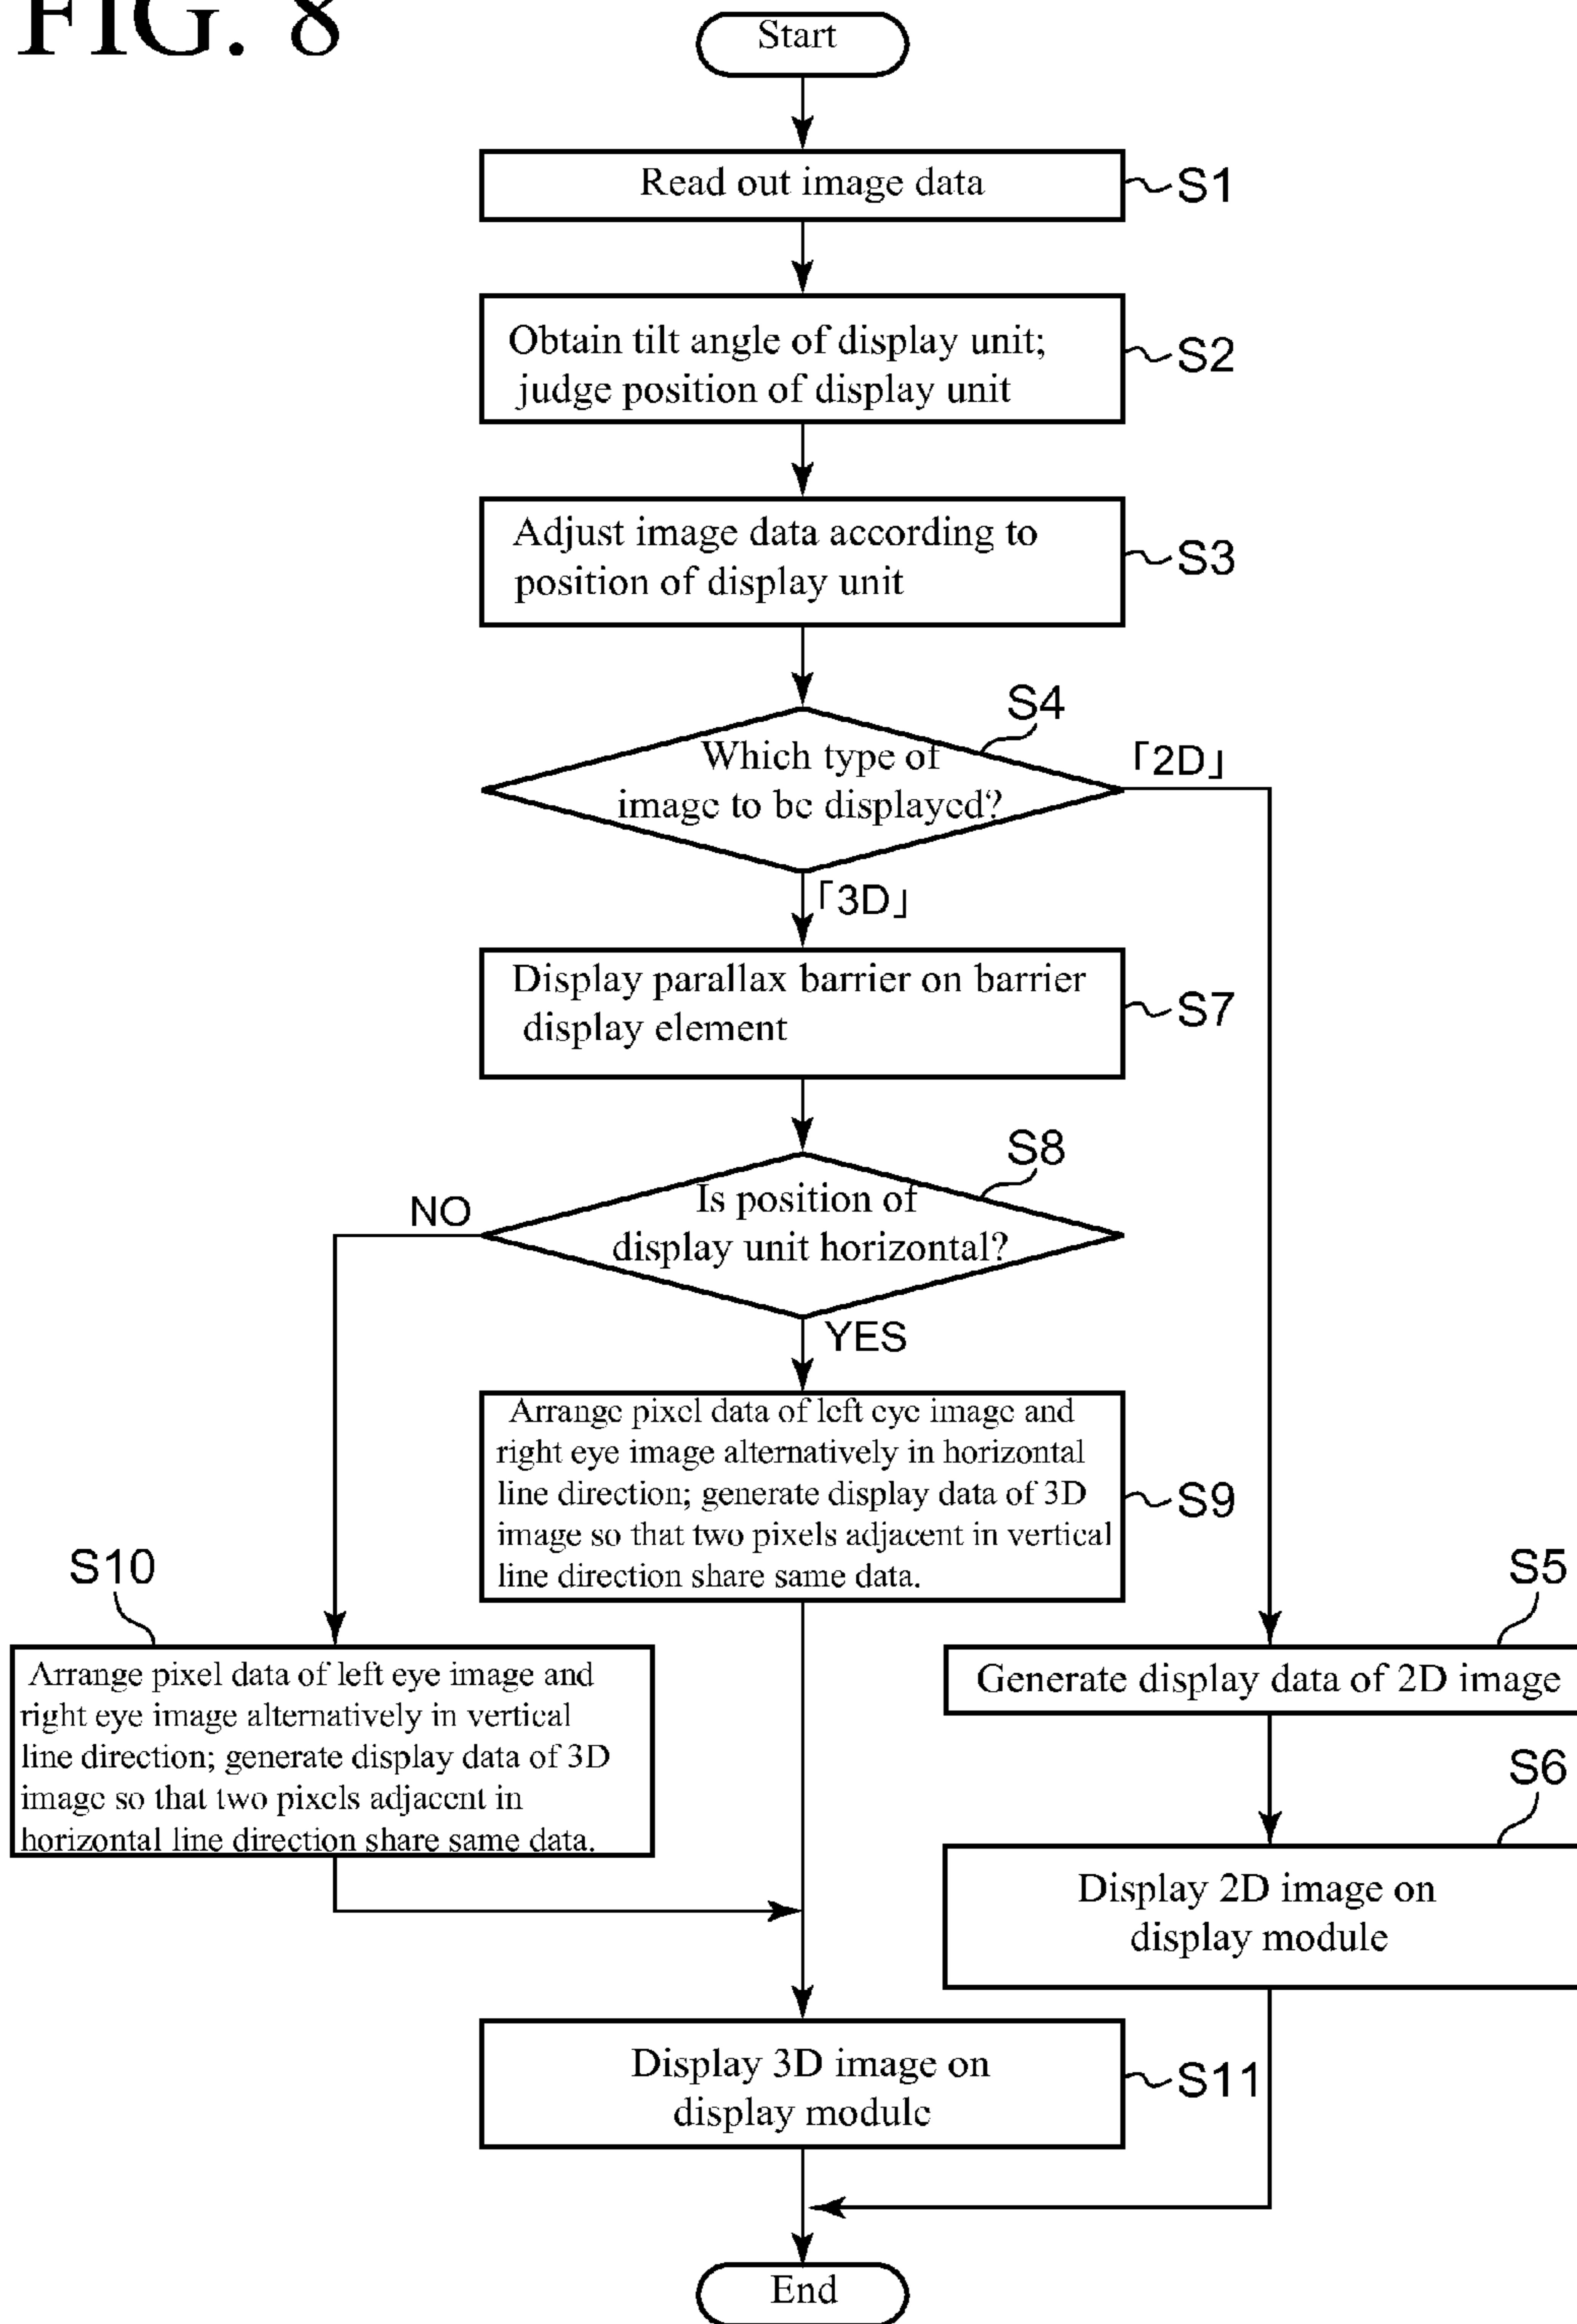 FIG. 8
Start
Read out image data
S1
Obtain tilt angle of display unit;
judge position of display unit
S2
Adjust image data according to
position of display unit
S3
S4
Which type of
image to be displayed?
「2D」
「3D」
Display parallax barrier on barrier
display element
S7
S8
Is position of
display unit horizontal?
NO
YES
Arrange pixel data of left eye image and
right eye image alternatively in horizontal
line direction; generate display data of 3D
image so that two pixels adjacent in vertical
line direction share same data.
S9
S10
Arrange pixel data of left eye image and
right eye image alternatively in vertical
line direction; generate display data of 3D
image so that two pixels adjacent in
horizontal line direction share same data.
S5
Generate display data of 2D image
S6
Display 2D image on
display module
Display 3D image on
display module
S11
End